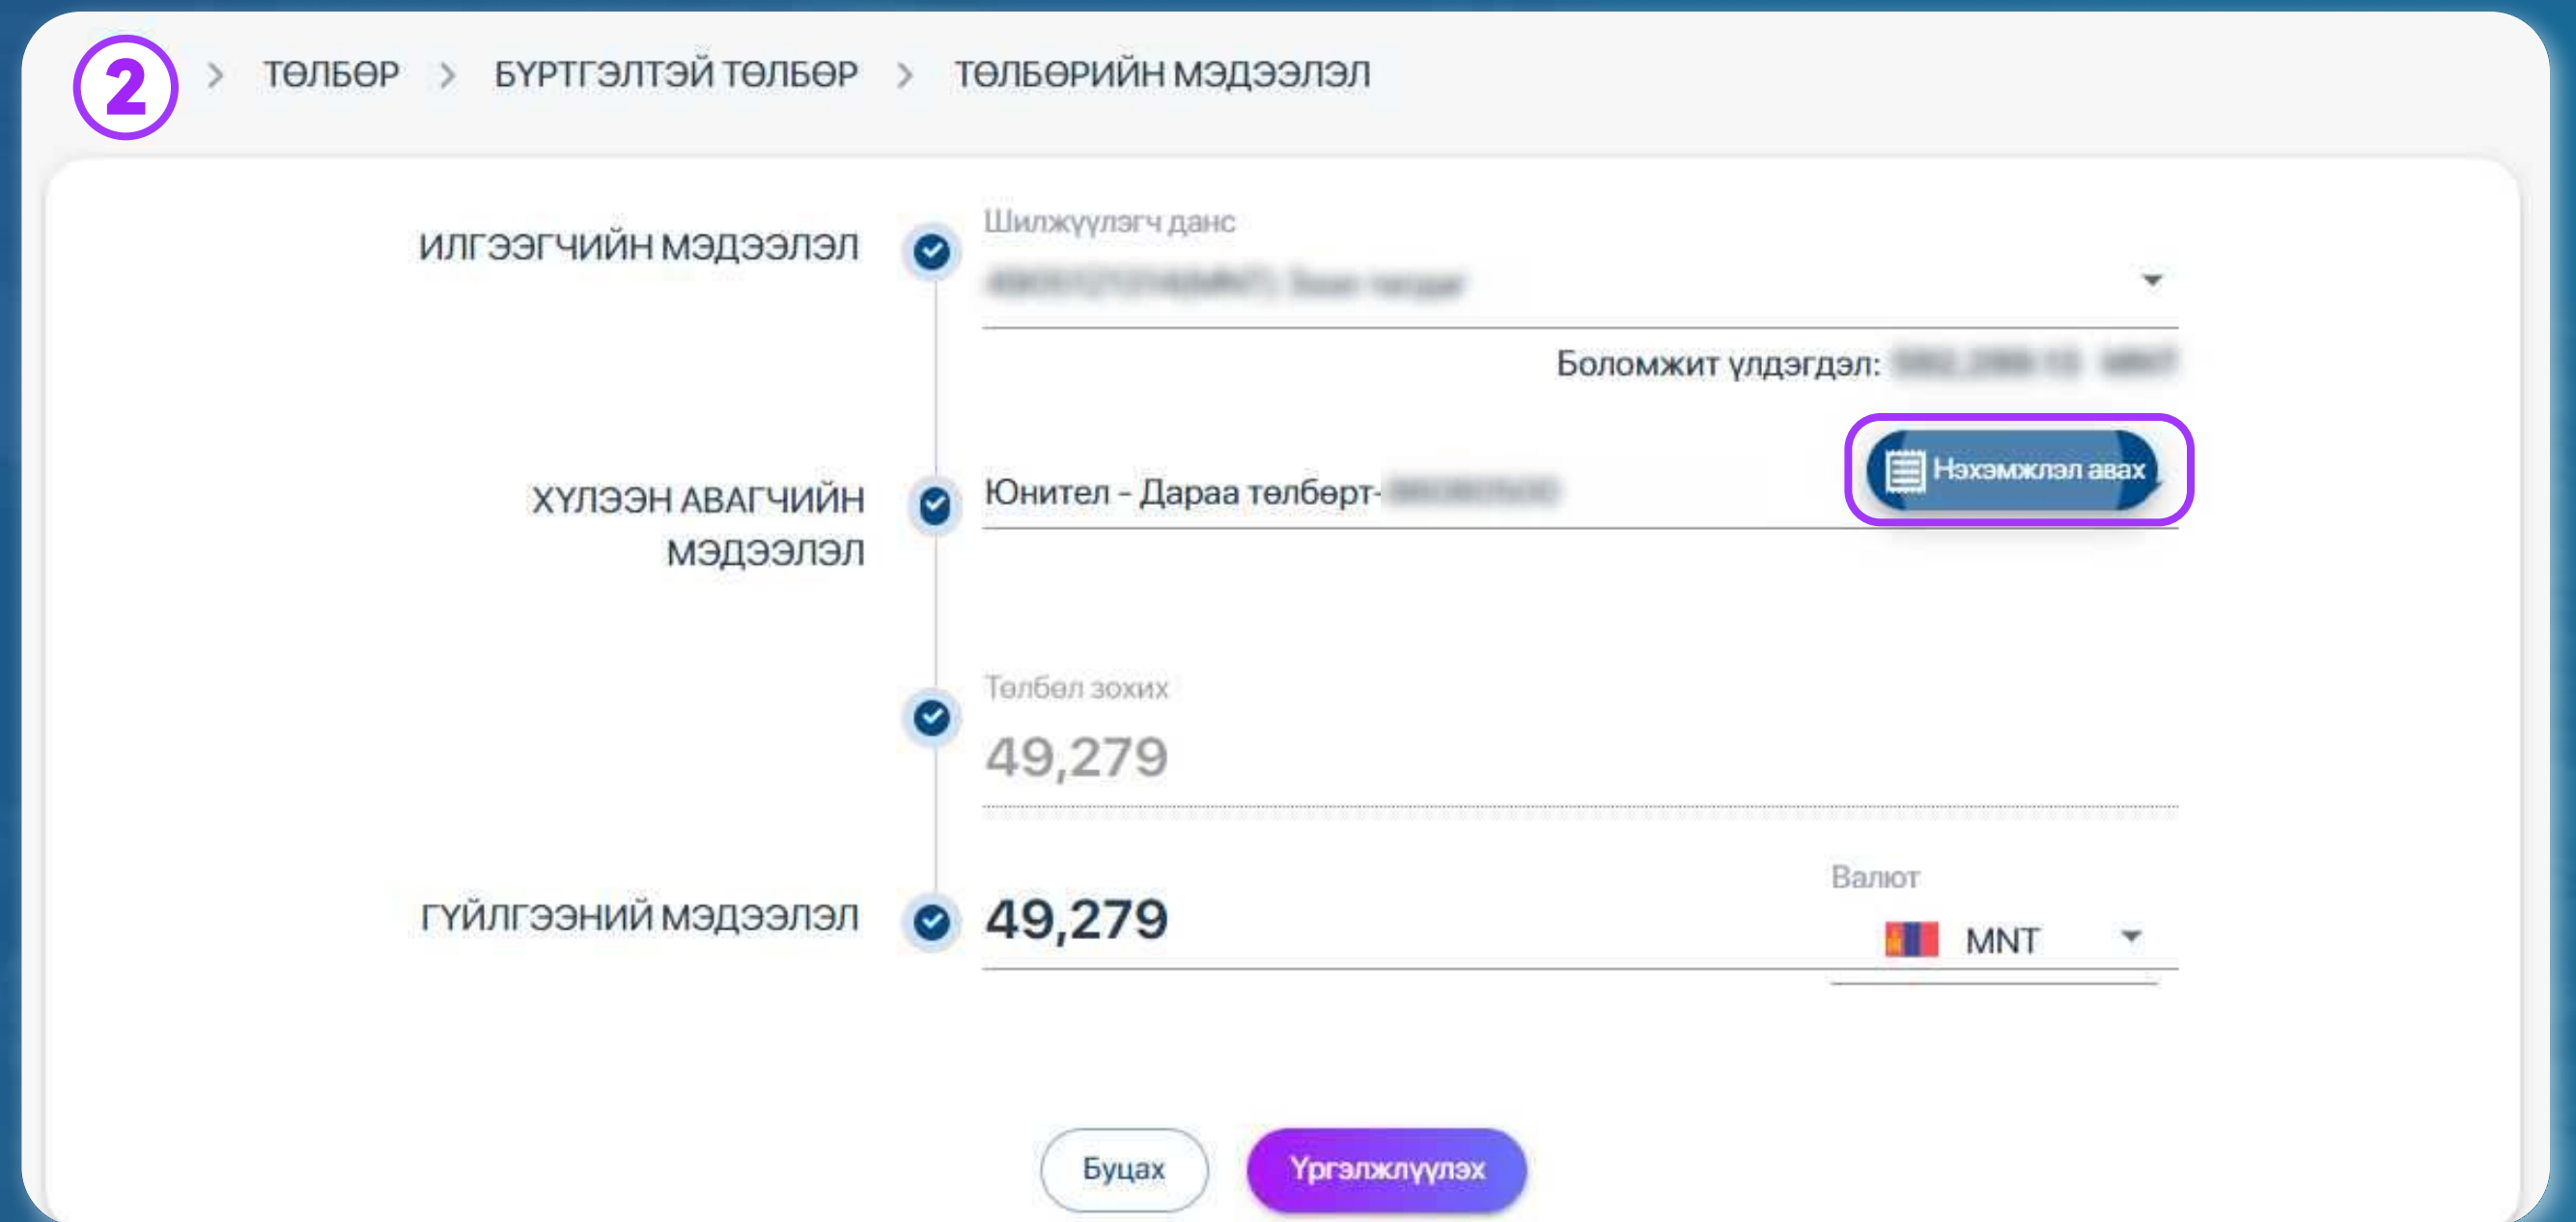 2 > ТӨЛБӨР > БҮРТГЭЛТЭЙ ТӨЛБӨР > ТӨЛБӨРИЙН МЭДЭЭЛЭЛ
ИЛГЭЭГЧИЙН МЭДЭЭЛЭЛ
Шилжүүлэгч данс
Боломжит үлдэгдэл:
ХҮЛЭЭН АВАГЧИЙН
МЭДЭЭЛЭЛ
Юнител - Дараа төлбөрт-
Нэхэмжлэл авах
Төлбөл зохих
49,279
ГҮЙЛГЭЭНИЙ МЭДЭЭЛЭЛ
49,279
Валют
MNT
Буцах
Үргэлжлүүлэх